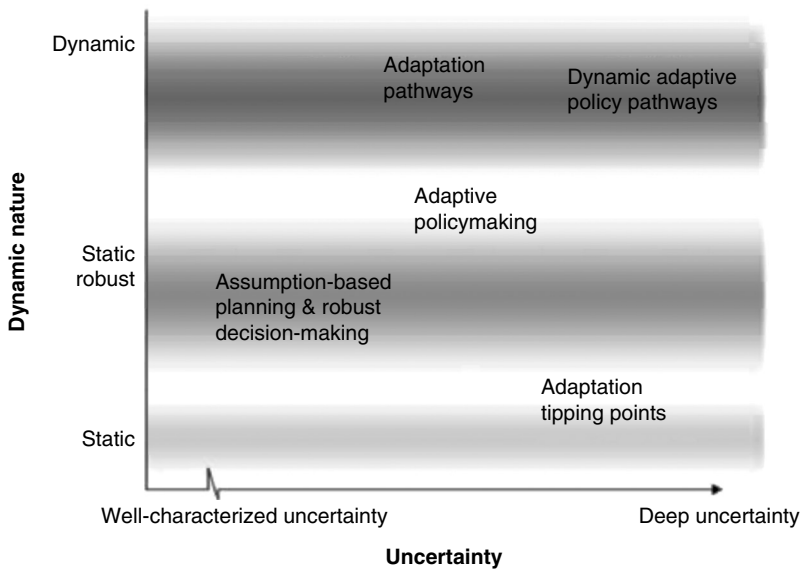 Dynamic
Adaptation
pathways
Dynamic adaptive
policy pathways
Adaptive
policymaking
Dynamic nature
Static
robust
Assumption-based
planning & robust
decision-making
Adaptation
tipping points
Static
Well-characterized uncertainty
Deep uncertainty
Uncertainty